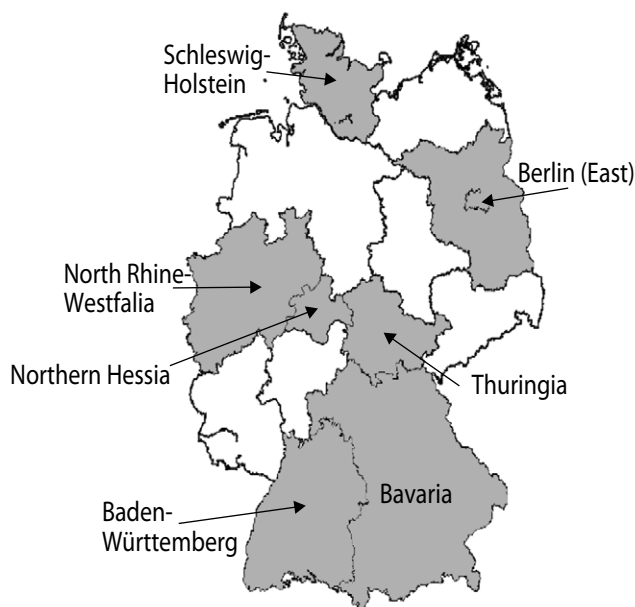 Schleswig-
Holstein
Berlin (East)
North Rhine-
Westfalia
Northern Hessia
Thuringia
Bavaria
Baden-
Württemberg